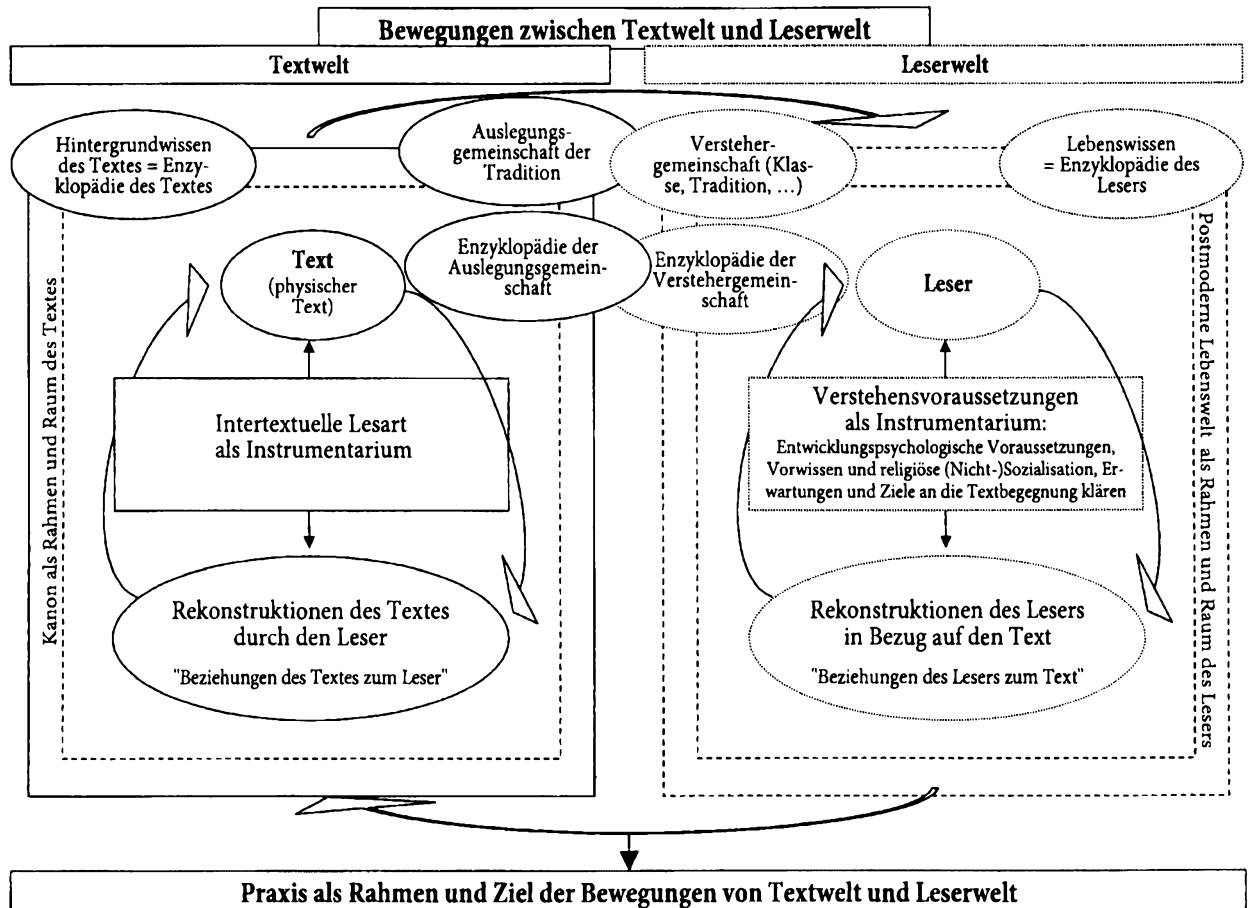 Bewegungen zwischen Textwelt und Leserwelt
Textwelt
Leserwelt
Hintergrundwissen
des Textes = Enzy-
klopädie des Textes
Auslegungs-
gemeinschaft der
Tradition
Versteher-
gemeinschaft (Klas-
se, Tradition, ...)
Lebenswissen
= Enzyklopädie des
Lesers
Kanon als Rahmen und Raum des Textes
Text
(physischer
Text)
Enzyklopädie der
Auslegungsgemein-
schaft
Enzyklopädie der
Verstehergemein-
schaft
Leser
Postmoderne Lebenswelt als Rahmen und Raum des Lesers
Intertextuelle Lesart
als Instrumentarium
Verstehensvoraussetzungen
als Instrumentarium:
Entwicklungspsychologische Voraussetzungen,
Vorwissen und religiöse (Nicht-)Sozialisation, Er-
wartungen und Ziele an die Textbegegnung klären
Rekonstruktionen des Textes
durch den Leser
"Beziehungen des Textes zum Leser"
Rekonstruktionen des Lesers
in Bezug auf den Text
"Beziehungen des Lesers zum Text"
Praxis als Rahmen und Ziel der Bewegungen von Textwelt und Leserwelt